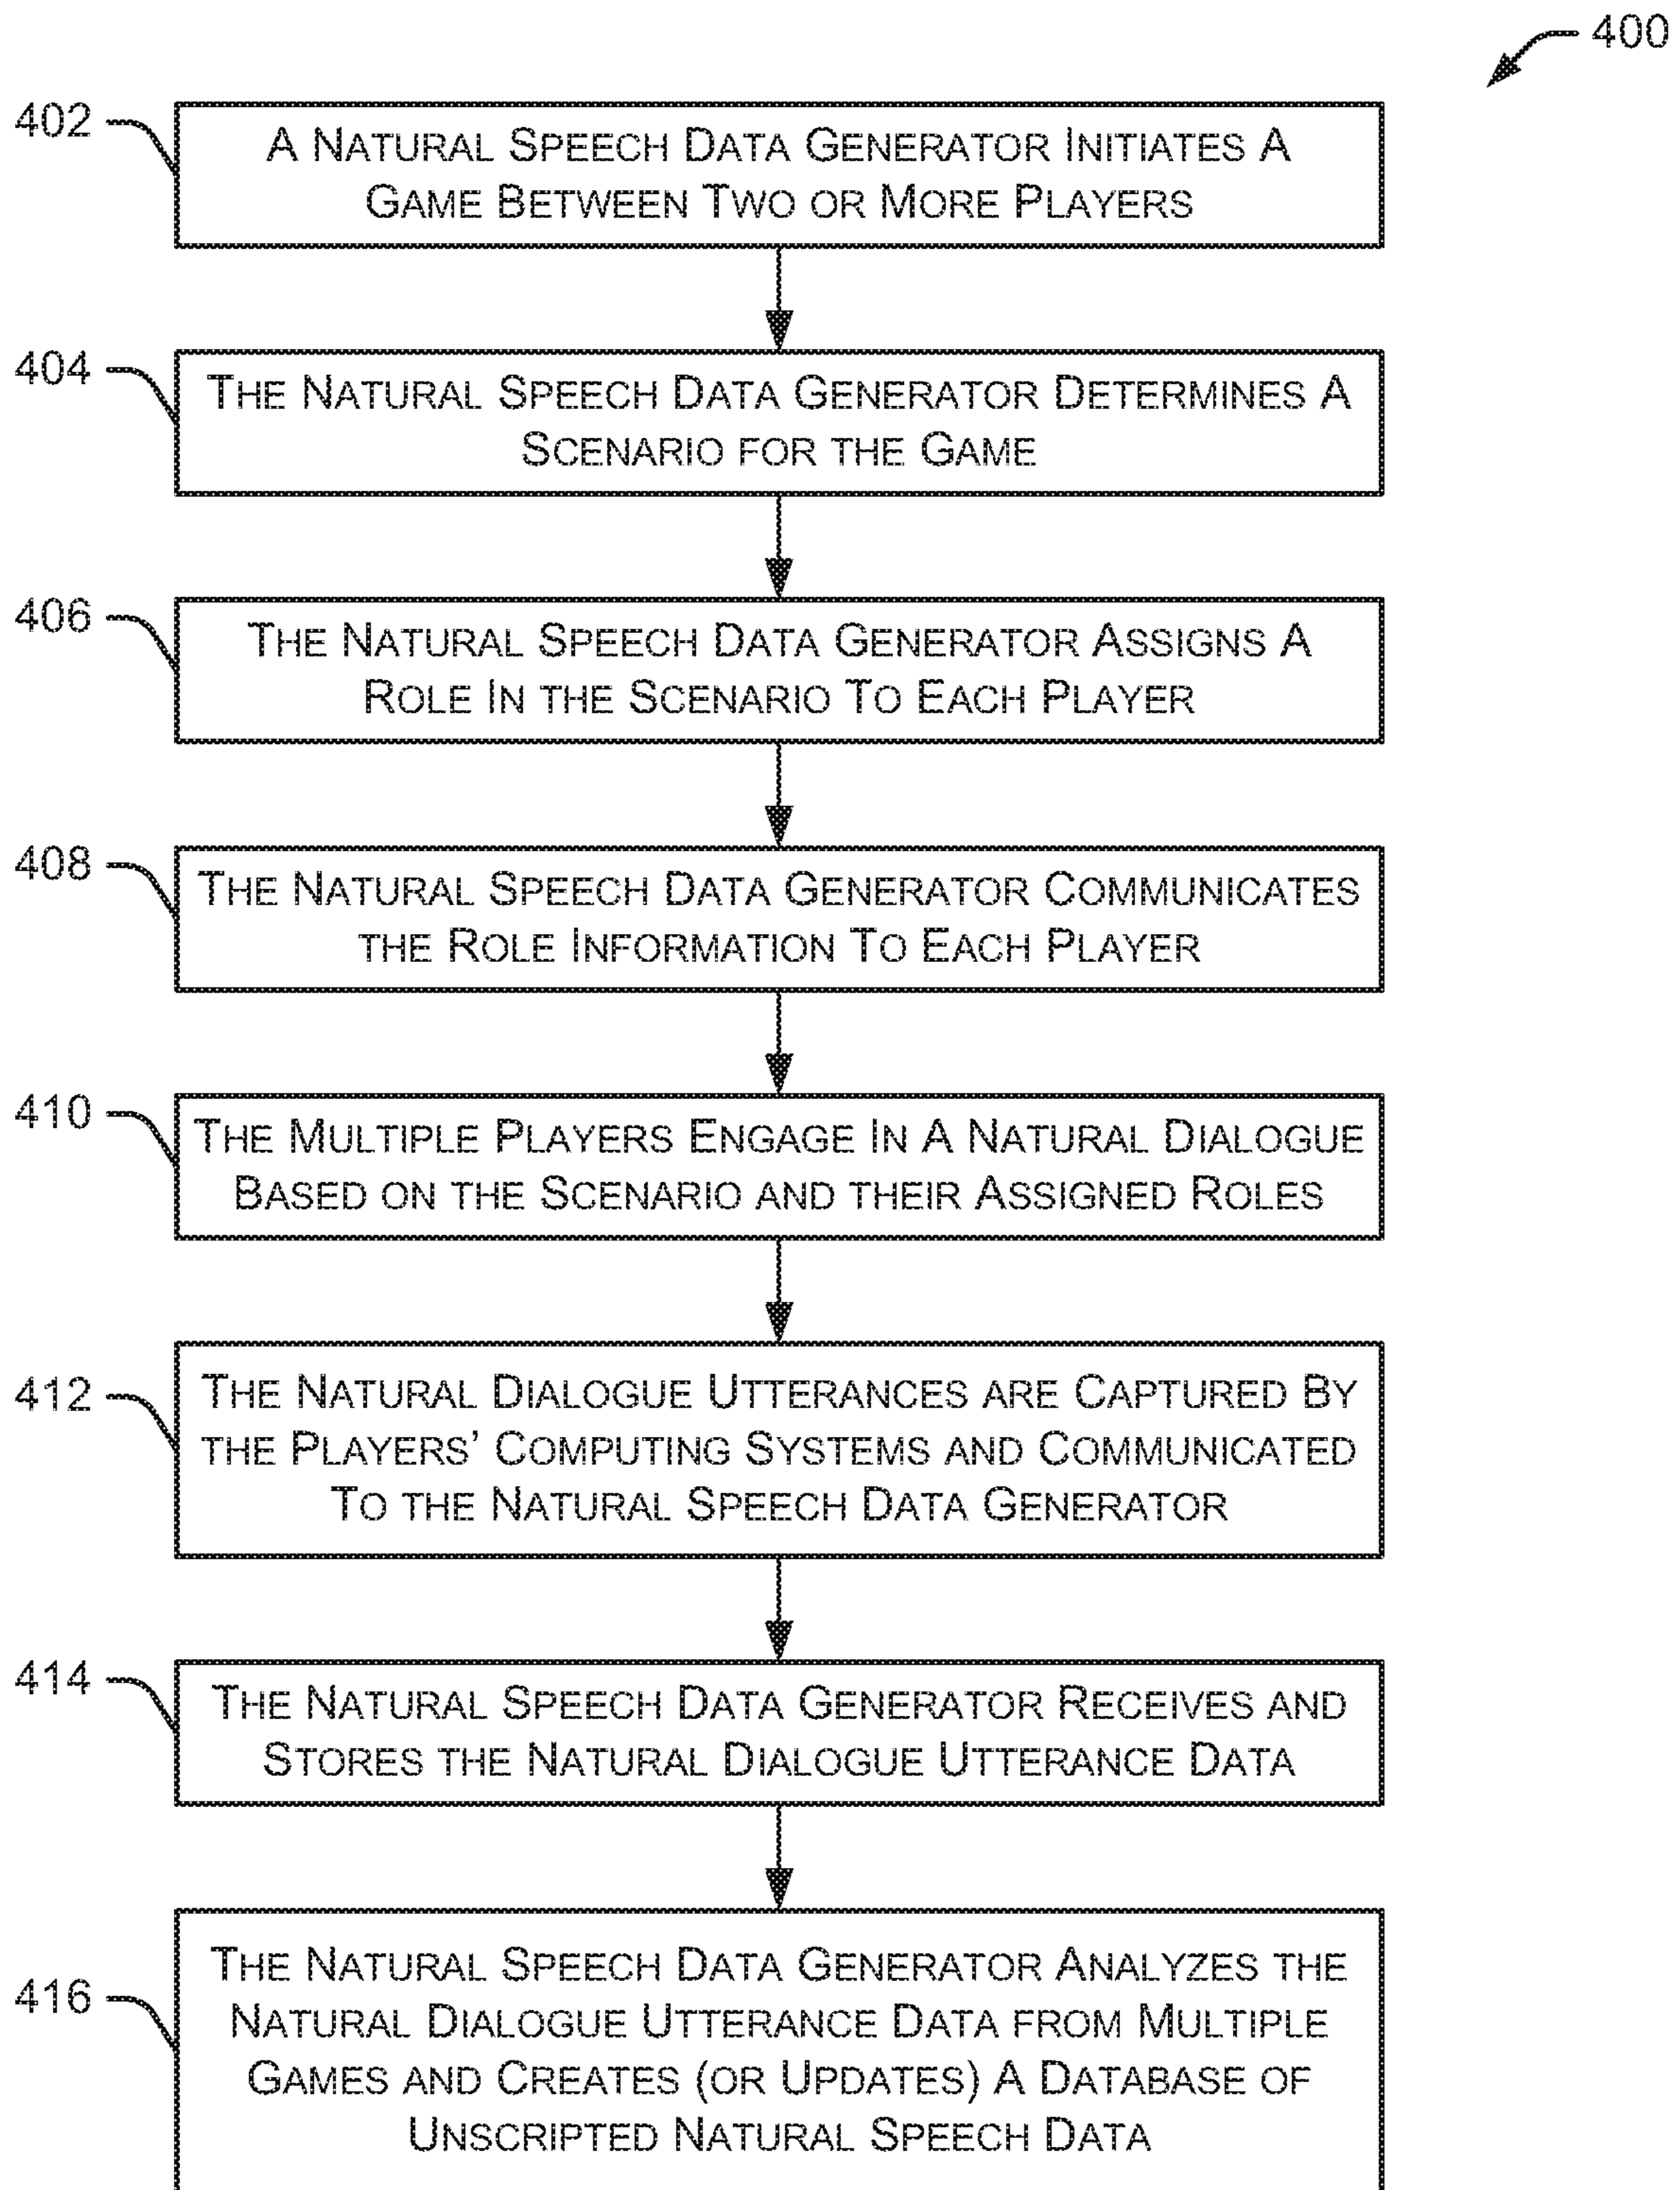 400
402
A NATURAL SPEECH DATA GENERATOR INITIATES A
GAME BETWEEN TWO OR MORE PLAYERS
404
THE NATURAL SPEECH DATA GENERATOR DETERMINES A
SCENARIO FOR THE GAME
406
THE NATURAL SPEECH DATA GENERATOR ASSIGNS A
ROLE IN THE SCENARIO TO EACH PLAYER
408
THE NATURAL SPEECH DATA GENERATOR COMMUNICATES
THE ROLE INFORMATION TO EACH PLAYER
410
THE MULTIPLE PLAYERS ENGAGE IN A NATURAL DIALOGUE
BASED ON THE SCENARIO AND THEIR ASSIGNED ROLES
412
THE NATURAL DIALOGUE UTTERANCES ARE CAPTURED BY
THE PLAYERS' COMPUTING SYSTEMS AND COMMUNICATED
TO THE NATURAL SPEECH DATA GENERATOR
414
THE NATURAL SPEECH DATA GENERATOR RECEIVES AND
STORES THE NATURAL DIALOGUE UTTERANCE DATA
416
THE NATURAL SPEECH DATA GENERATOR ANALYZES THE
NATURAL DIALOGUE UTTERANCE DATA FROM MULTIPLE
GAMES AND CREATES (OR UPDATES) A DATABASE OF
UNSCRIPTED NATURAL SPEECH DATA